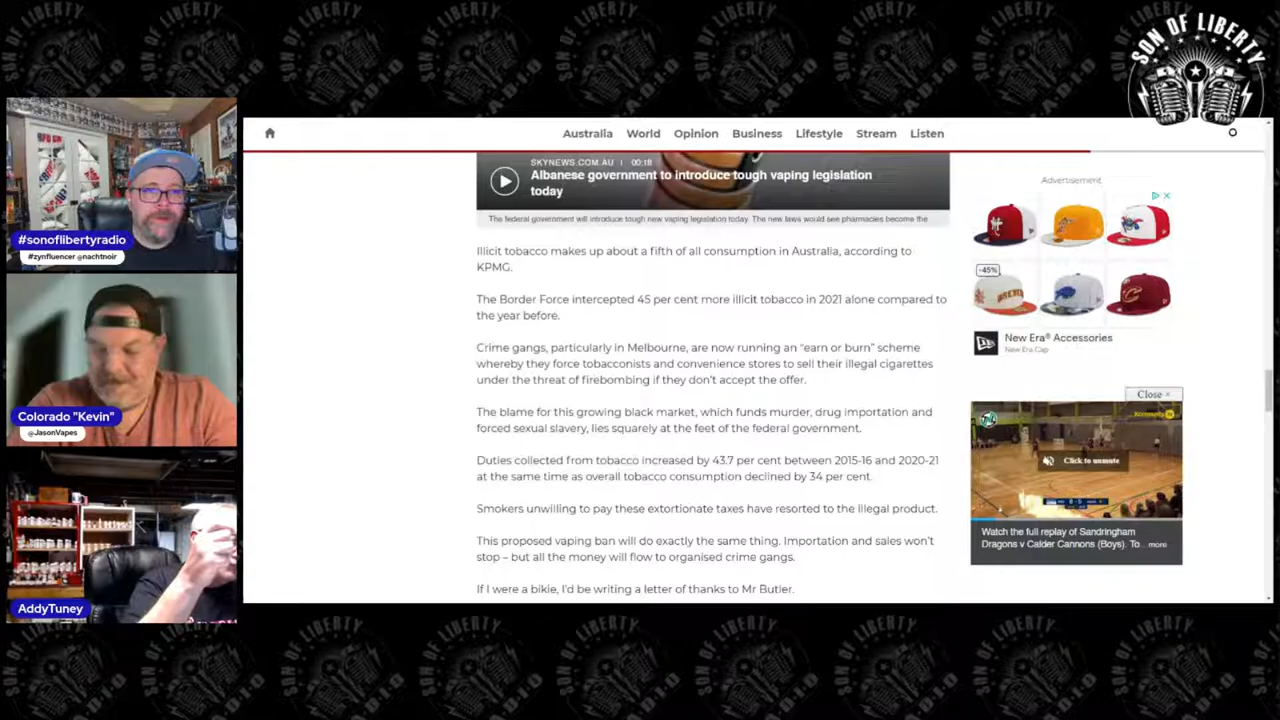 SON OF LIBERTY
Australia World Opinion Business Lifestyle Stream Listen
SKYNEWS.COM.AU | 00:18
Albanese government to introduce tough vaping legislation
today
The federal government will introduce tough new vaping legislation today. The new laws would see pharmacies become the
Illicit tobacco makes up about a fifth of all consumption in Australia, according to
KPMG.
The Border Force intercepted 45 per cent more illicit tobacco in 2021 alone compared to
the year before.
Crime gangs, particularly in Melbourne, are now running an “earn or burn” scheme
whereby they force tobacconists and convenience stores to sell their illegal cigarettes
under the threat of firebombing if they don’t accept the offer.
The blame for this growing black market, which funds murder, drug importation and
forced sexual slavery, lies squarely at the feet of the federal government.
Duties collected from tobacco increased by 43.7 per cent between 2015-16 and 2020-21
at the same time as overall tobacco consumption declined by 34 per cent.
Smokers unwilling to pay these extortionate taxes have resorted to the illegal product.
This proposed vaping ban will do exactly the same thing. Importation and sales won’t
stop – but all the money will flow to organised crime gangs.
If I were a bikie, I’d be writing a letter of thanks to Mr Butler.
Advertisement
-45%
New Era® Accessories
New Era Cap
Close ×
Click to unmute
Watch the full replay of Sandringham
Dragons v Calder Cannons (Boys). To... more
#sonoflibertyradio
#zynfluencer @nachtnoir
Colorado "Kevin"
@JasonVapes
AddyTuney